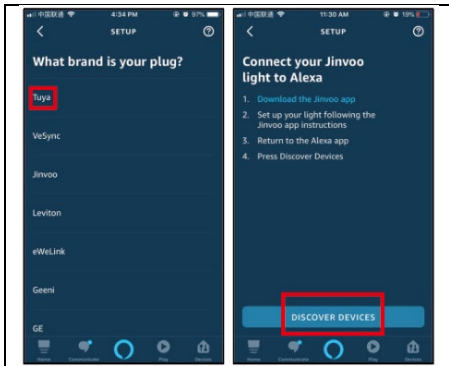 中国联通 4:34 PM 97%
SETUP
What brand is your plug?
Tuya
VeSync
Jinvoo
Leviton
eWeLink
Geeni
GE
Home Communicate Play Devices
中国联通 11:30 AM 19%
SETUP
Connect your Jinvoo
light to Alexa
1. Download the Jinvoo app
2. Set up your light following the
Jinvoo app instructions
3. Return to the Alexa app
4. Press Discover Devices
DISCOVER DEVICES
Home Communicate Play Devices